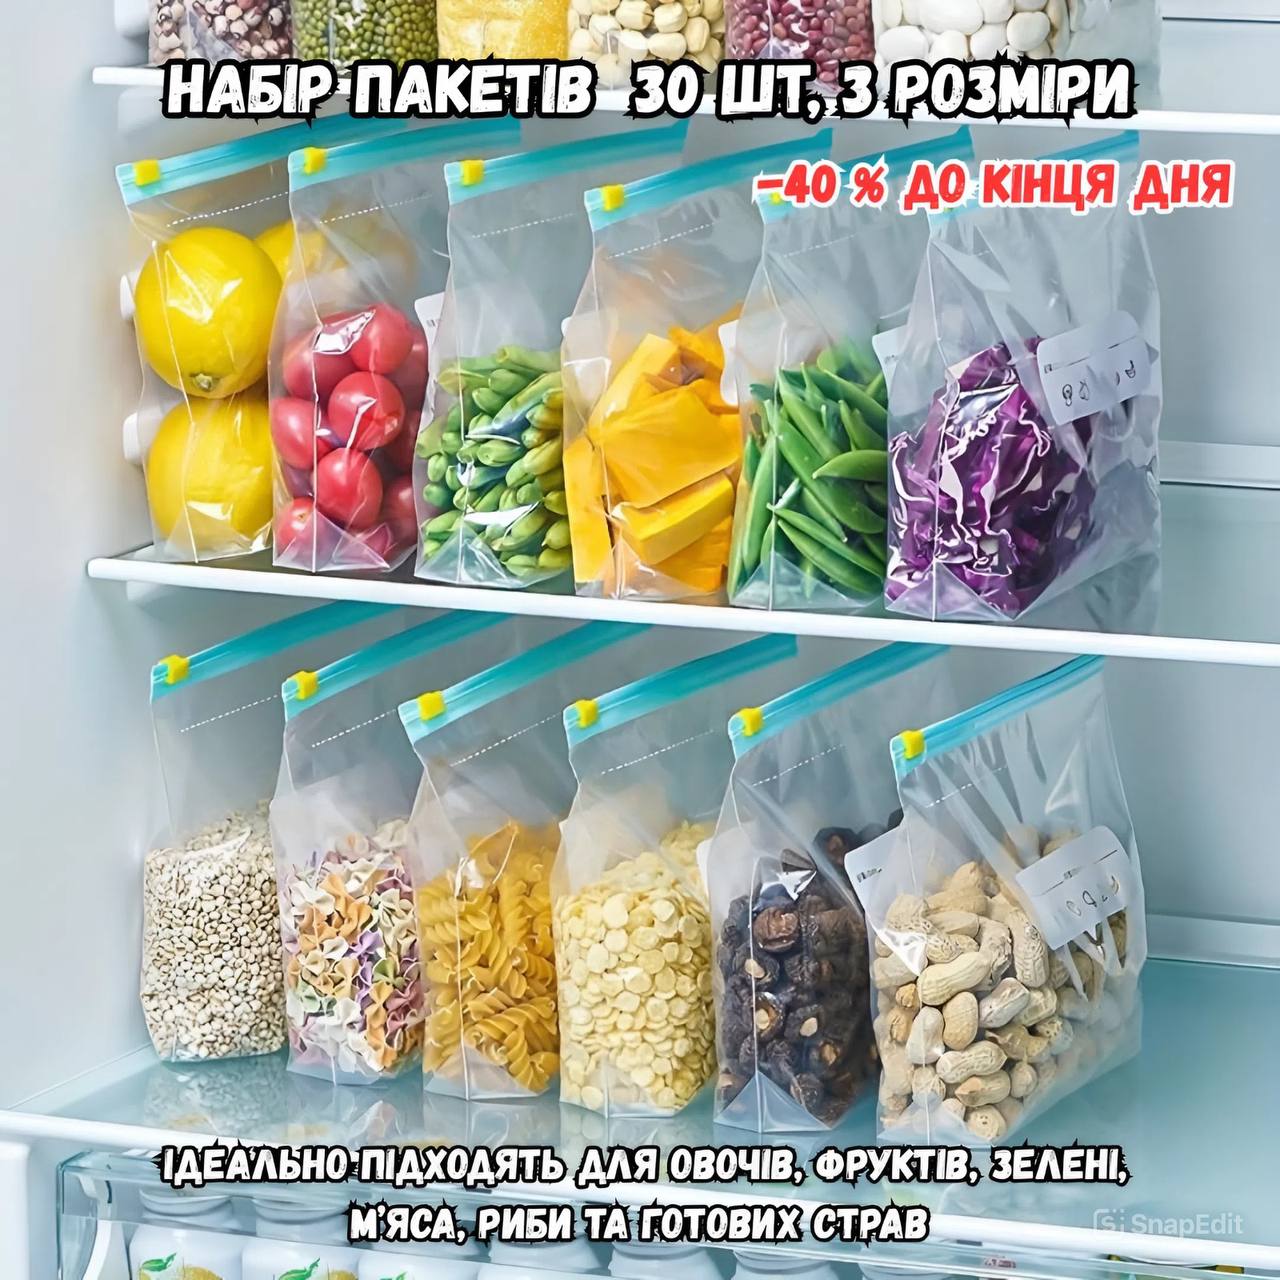 НАБІР ПАКЕТІВ 30 ШТ, 3 РОЗМІРИ
-40 % ДО КІНЦЯ ДНЯ
ІДЕАЛЬНО ПІДХОДЯТЬ ДЛЯ ОВОЧІВ, ФРУКТІВ, ЗЕЛЕНІ,
М'ЯСА, РИБИ ТА ГОТОВИХ СТРАВ
SnapEdit